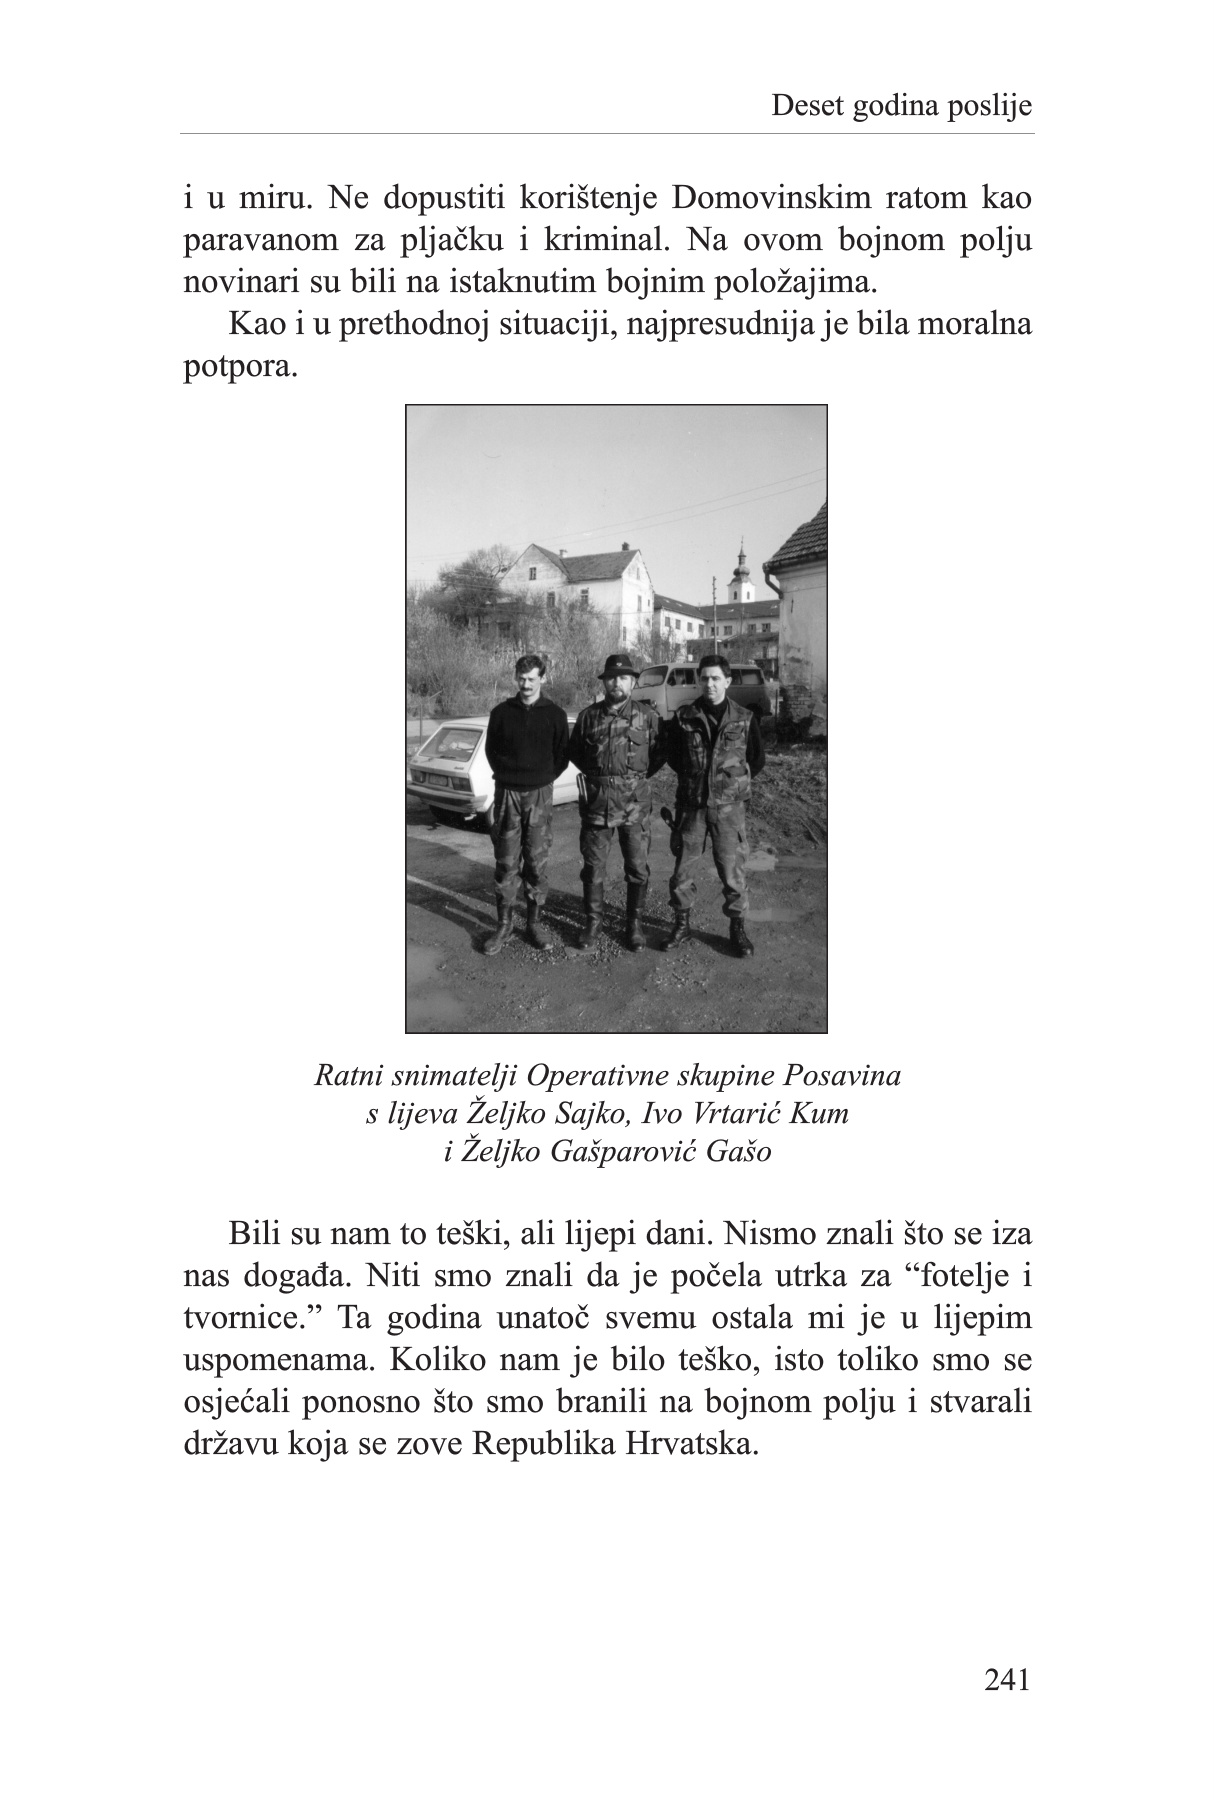 Deset godina poslije
i u miru. Ne dopustiti korištenje Domovinskim ratom kao
paravanom za pljačku i kriminal. Na ovom bojnom polju
novinari su bili na istaknutim bojnim položajima.
Kao i u prethodnoj situaciji, najpresudnija je bila moralna
potpora.
Ratni snimatelji Operativne skupine Posavina
s lijeva Željko Sajko, Ivo Vrtarić Kum
i Željko Gašparović Gašo
Bili su nam to teški, ali lijepi dani. Nismo znali što se iza
nas događa. Niti smo znali da je počela utrka za “fotelje i
tvornice.” Ta godina unatoč svemu ostala mi je u lijepim
uspomenama. Koliko nam je bilo teško, isto toliko smo se
osjećali ponosno što smo branili na bojnom polju i stvarali
državu koja se zove Republika Hrvatska.
241